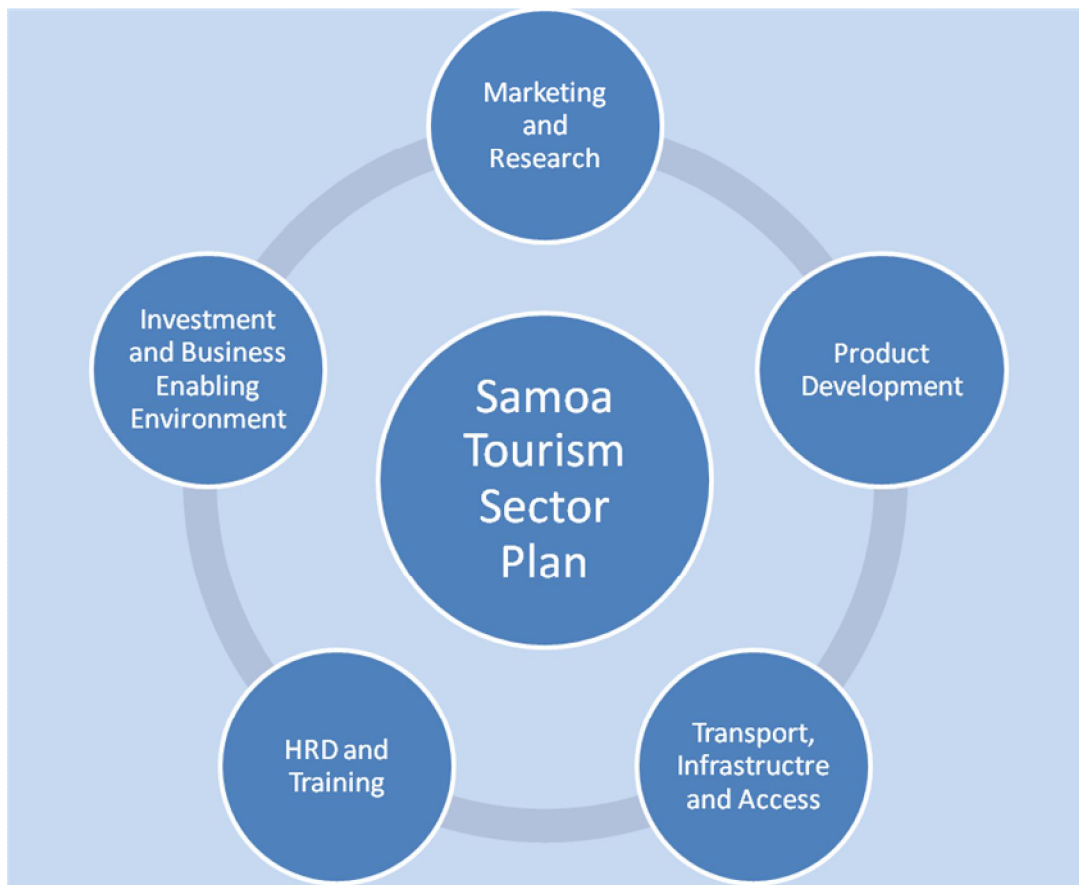 Marketing
and
Research
Investment
and Business
Enabling
Environment
Product
Development
Samoa
Tourism
Sector
Plan
HRD and
Training
Transport,
Infrastructre
and Access